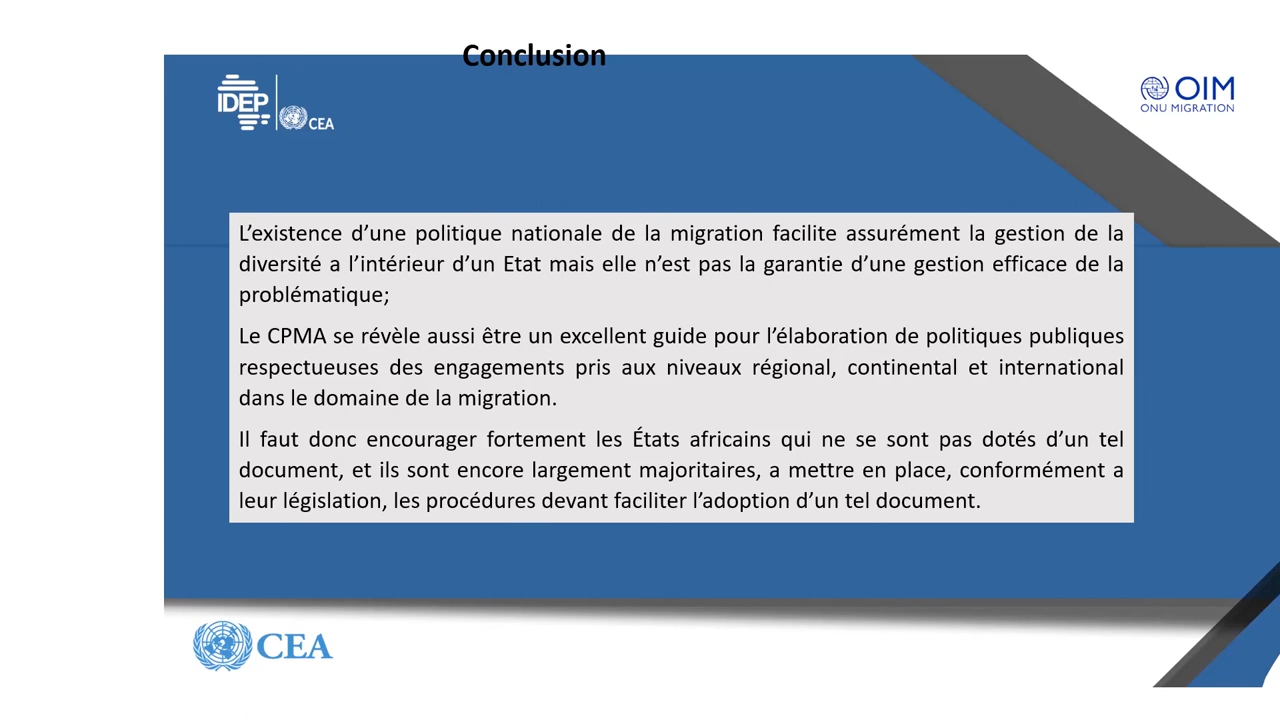 Conclusion
IDEP
CEA
OIM
ONU MIGRATION
L’existence d’une politique nationale de la migration facilite assurément la gestion de la
diversité a l’intérieur d’un Etat mais elle n’est pas la garantie d’une gestion efficace de la
problématique;
Le CPMA se révèle aussi être un excellent guide pour l’élaboration de politiques publiques
respectueuses des engagements pris aux niveaux régional, continental et international
dans le domaine de la migration.
Il faut donc encourager fortement les États africains qui ne se sont pas dotés d’un tel
document, et ils sont encore largement majoritaires, a mettre en place, conformément a
leur législation, les procédures devant faciliter l’adoption d’un tel document.
CEA